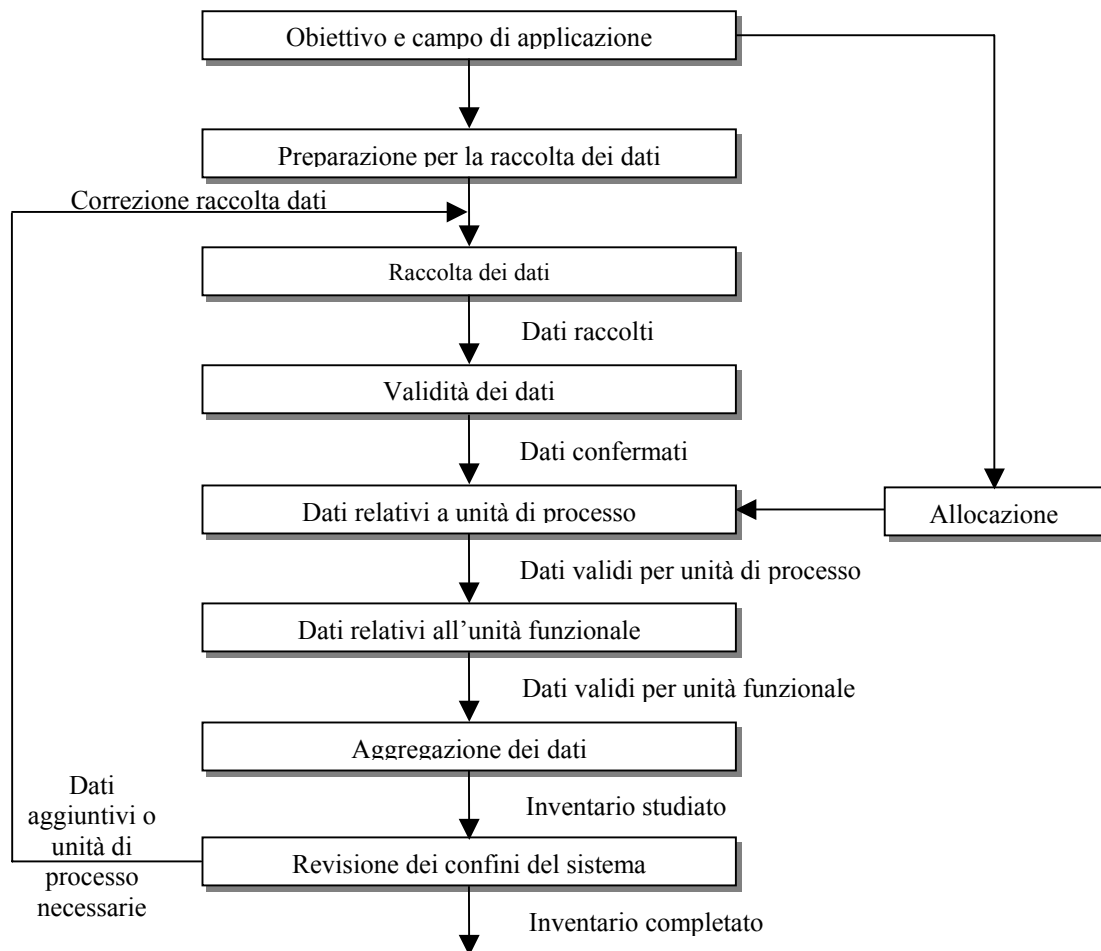 Obiettivo e campo di applicazione
Preparazione per la raccolta dei dati
Correzione raccolta dati
Raccolta dei dati
Dati raccolti
Validità dei dati
Dati confermati
Dati relativi a unità di processo
Allocazione
Dati validi per unità di processo
Dati relativi all’unità funzionale
Dati validi per unità funzionale
Aggregazione dei dati
Dati
aggiuntivi o
unità di
processo
necessarie
Inventario studiato
Revisione dei confini del sistema
Inventario completato